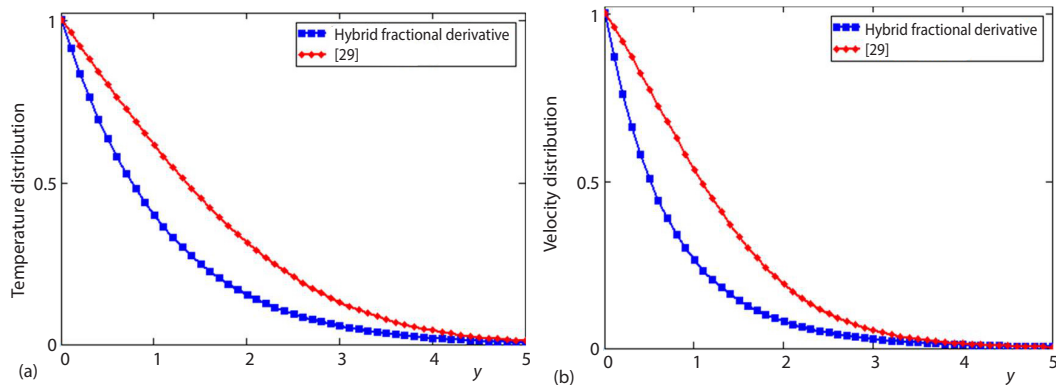 1
0.5
0
Temperature distribution
Hybrid fractional derivative
[29]
0 1 2 3 4 5
y
(a)
1
0.5
0
Velocity distribution
Hybrid fractional derivative
[29]
0 1 2 3 4 5
y
(b)